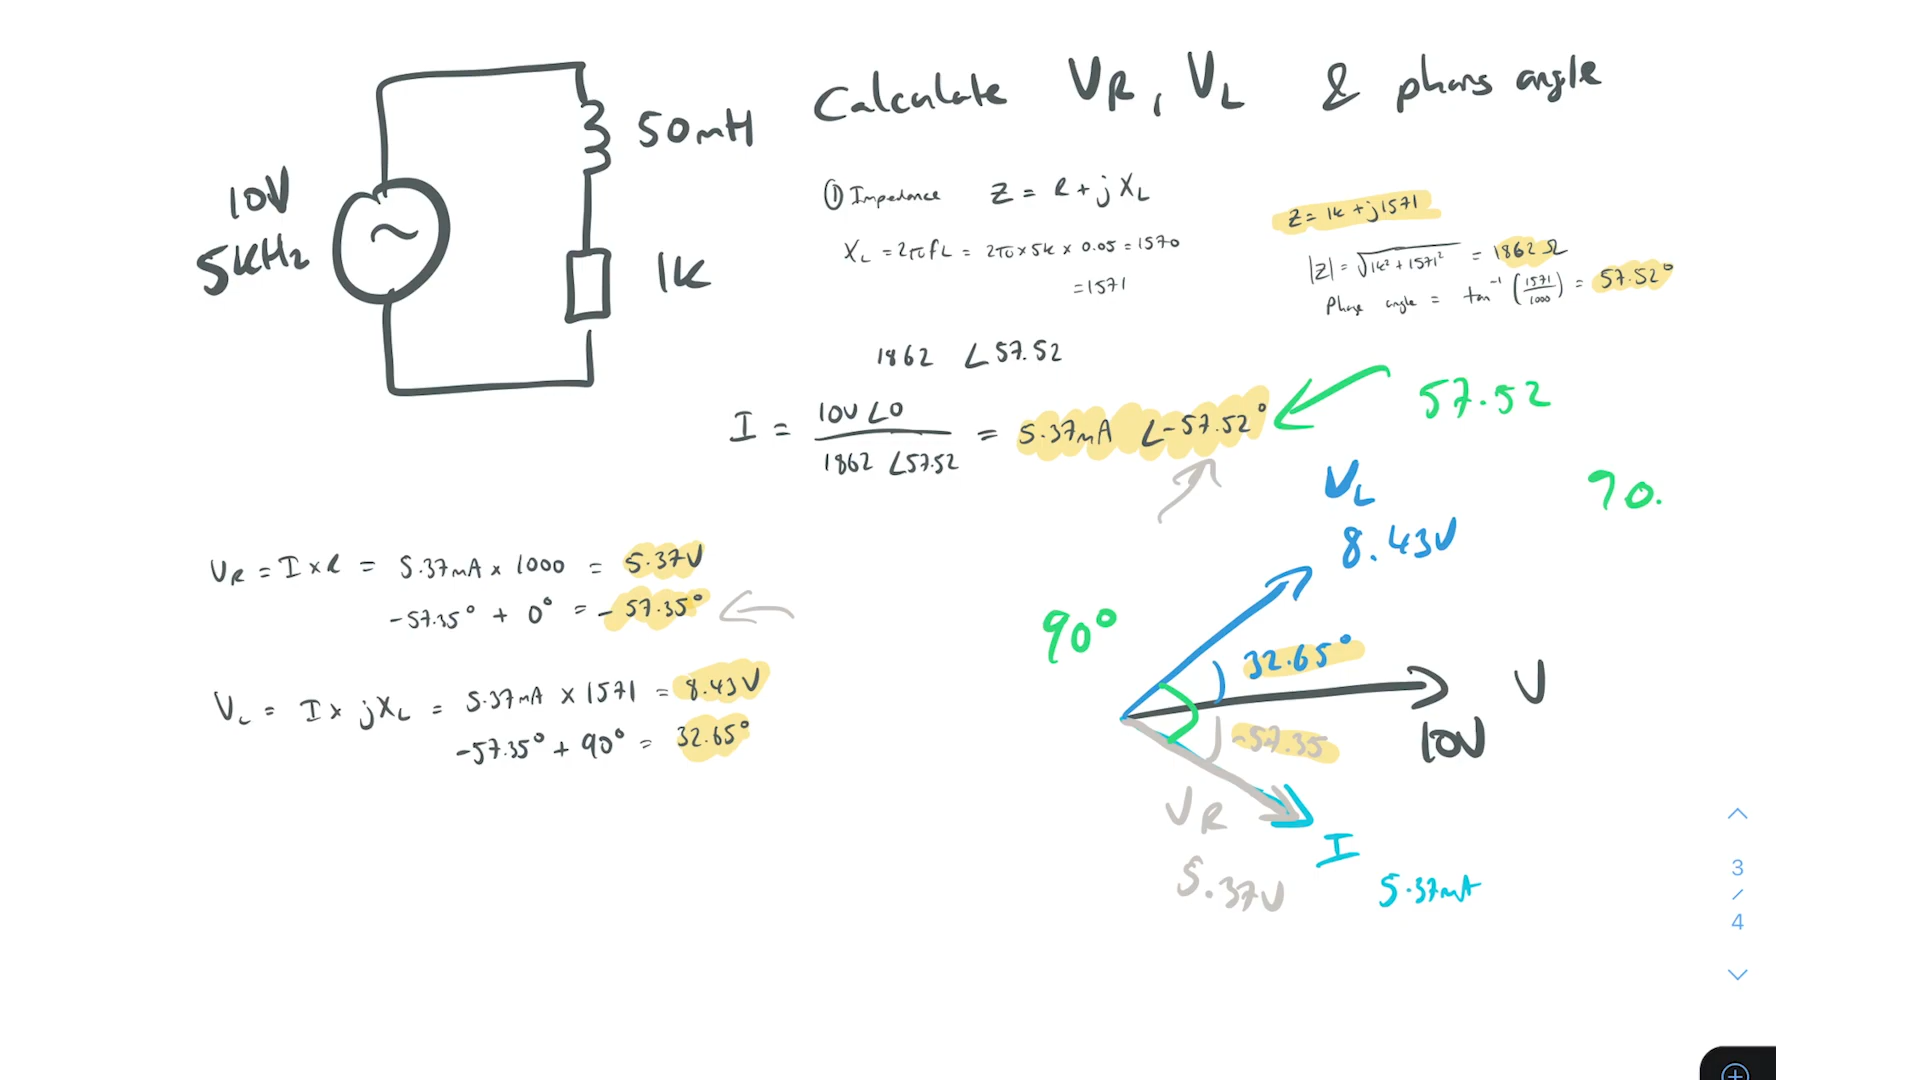 Calculate VR, VL & phars angle
50mH
10V
5KHz
1K
① Impedance Z = R + jXL
XL = 2πfL = 2π × 5k × 0.05 = 1570
= 1571
Z = 1k + j1571
|Z| = √1k² + 1571² = 1862 Ω
Phase angle = tan⁻¹ (1571/1000) = 57.52°
1862 ∠57.52
I = 10V ∠0 / 1862 ∠57.52 = 5.37mA ∠-57.52°
57.52
90.
VR = I × R = 5.37mA × 1000 = 5.37V
-57.35° + 0° = -57.35°
VL = I × jXL = 5.37mA × 1571 = 8.43V
-57.35° + 90° = 32.65°
VL
8.43V
90°
32.65°
V
10V
-57.35
VR
5.37V
I
5.37mA
3
/
4